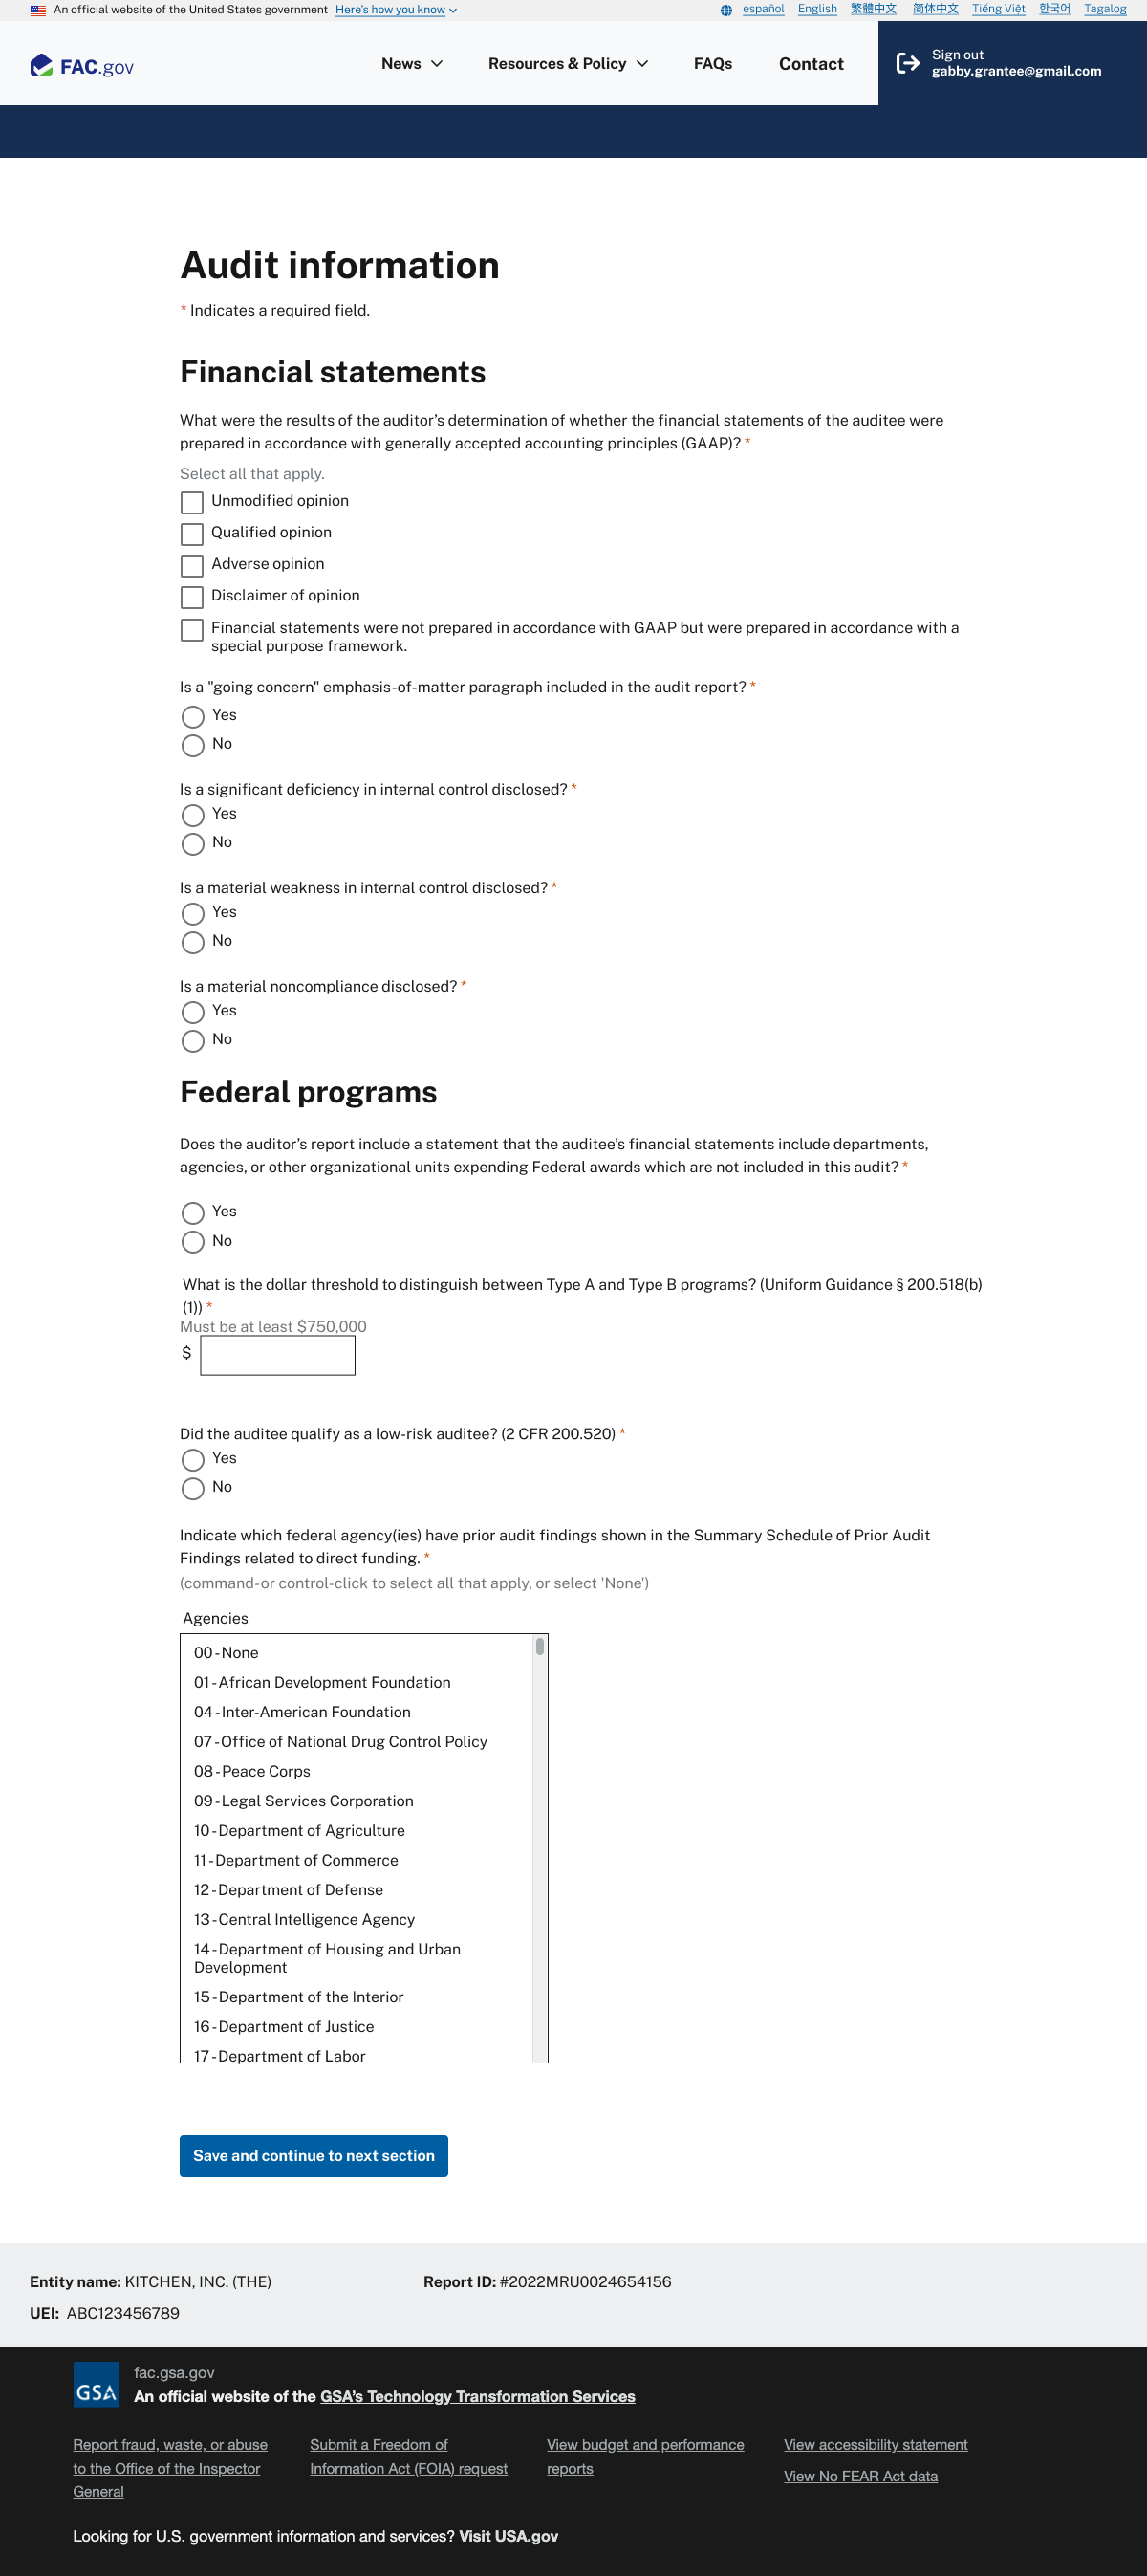 An official website of the United States government Here's how you know
español English 繁體中文 简体中文 Tiếng Việt 한국어 Tagalog
FAC.gov
News Resources & Policy FAQs Contact
Sign out
gabby.grantee@gmail.com
Audit information
* Indicates a required field.
Financial statements
What were the results of the auditor’s determination of whether the financial statements of the auditee were
prepared in accordance with generally accepted accounting principles (GAAP)? *
Select all that apply.
Unmodified opinion
Qualified opinion
Adverse opinion
Disclaimer of opinion
Financial statements were not prepared in accordance with GAAP but were prepared in accordance with a
special purpose framework.
Is a "going concern" emphasis-of-matter paragraph included in the audit report? *
Yes
No
Is a significant deficiency in internal control disclosed? *
Yes
No
Is a material weakness in internal control disclosed? *
Yes
No
Is a material noncompliance disclosed? *
Yes
No
Federal programs
Does the auditor’s report include a statement that the auditee’s financial statements include departments,
agencies, or other organizational units expending Federal awards which are not included in this audit? *
Yes
No
What is the dollar threshold to distinguish between Type A and Type B programs? (Uniform Guidance § 200.518(b)
(1)) *
Must be at least $750,000
$
Did the auditee qualify as a low-risk auditee? (2 CFR 200.520) *
Yes
No
Indicate which federal agency(ies) have prior audit findings shown in the Summary Schedule of Prior Audit
Findings related to direct funding. *
(command-or control-click to select all that apply, or select 'None')
Agencies
00 - None
01 - African Development Foundation
04 - Inter-American Foundation
07 - Office of National Drug Control Policy
08 - Peace Corps
09 - Legal Services Corporation
10 - Department of Agriculture
11 - Department of Commerce
12 - Department of Defense
13 - Central Intelligence Agency
14 - Department of Housing and Urban
Development
15 - Department of the Interior
16 - Department of Justice
17 - Department of Labor
Save and continue to next section
Entity name: KITCHEN, INC. (THE) Report ID: #2022MRU0024654156
UEI: ABC123456789
GSA
fac.gsa.gov
An official website of the GSA’s Technology Transformation Services
Report fraud, waste, or abuse
to the Office of the Inspector
General
Submit a Freedom of
Information Act (FOIA) request
View budget and performance
reports
View accessibility statement
View No FEAR Act data
Looking for U.S. government information and services? Visit USA.gov